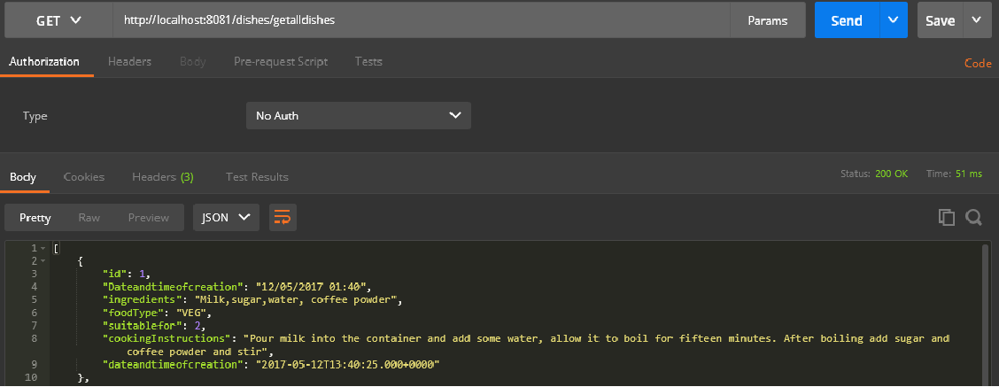 GET http://localhost:8081/dishes/getalldishes Params Send Save
Authorization Headers Body Pre-request Script Tests Code
Type No Auth
Body Cookies Headers (3) Test Results Status: 200 OK Time: 51 ms
Pretty Raw Preview JSON
1 [
2 {
3 "id": 1,
4 "Dateandtimeofcreation": "12/05/2017 01:40",
5 "ingredients": "Milk,sugar,water, coffee powder",
6 "foodType": "VEG",
7 "suitablefor": 2,
8 "cookingInstructions": "Pour milk into the container and add some water, allow it to boil for fifteen minutes. After boiling add sugar and
coffee powder and stir",
9 "dateandtimeofcreation": "2017-05-12T13:40:25.000+0000"
10 },